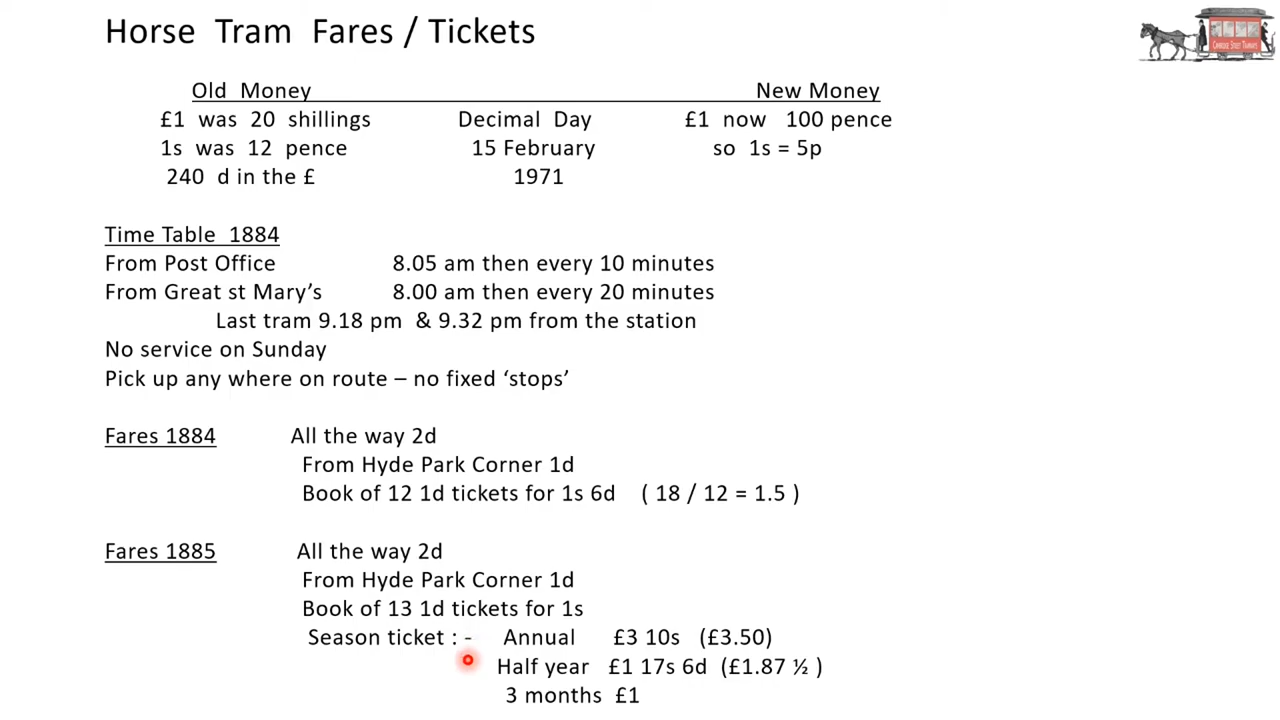 Horse Tram Fares / Tickets
CAMBRIDGE STREET TRAMWAYS
Old Money New Money
£1 was 20 shillings Decimal Day £1 now 100 pence
1s was 12 pence 15 February so 1s = 5p
240 d in the £ 1971
Time Table 1884
From Post Office 8.05 am then every 10 minutes
From Great st Mary’s 8.00 am then every 20 minutes
Last tram 9.18 pm & 9.32 pm from the station
No service on Sunday
Pick up any where on route – no fixed ‘stops’
Fares 1884 All the way 2d
From Hyde Park Corner 1d
Book of 12 1d tickets for 1s 6d ( 18 / 12 = 1.5 )
Fares 1885 All the way 2d
From Hyde Park Corner 1d
Book of 13 1d tickets for 1s
Season ticket : - Annual £3 10s (£3.50)
Half year £1 17s 6d (£1.87 ½ )
3 months £1